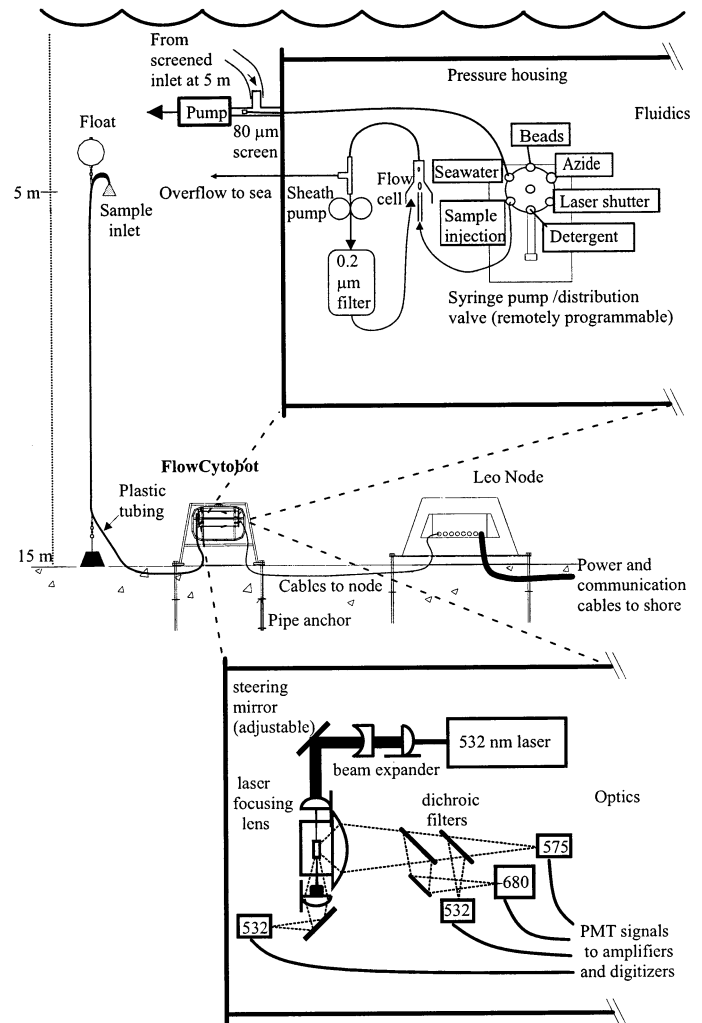 From
screened
inlet at 5 m
Pressure housing
Pump
Fluidics
Float
80 μm
screen
Beads
Seawater
Azide
Flow
cell
5 m
Overflow to sea
Sheath
pump
Laser shutter
Sample
inlet
Sample
injection
Detergent
0.2
μm
filter
Syringe pump /distribution
valve (remotely programmable)
FlowCytobot
Leo Node
Plastic
tubing
15 m
Cables to node
Power and
communication
cables to shore
Pipe anchor
steering
mirror
(adjustable)
532 nm laser
beam expander
laser
focusing
lens
dichroic
filters
Optics
575
680
532
532
PMT signals
to amplifiers
and digitizers